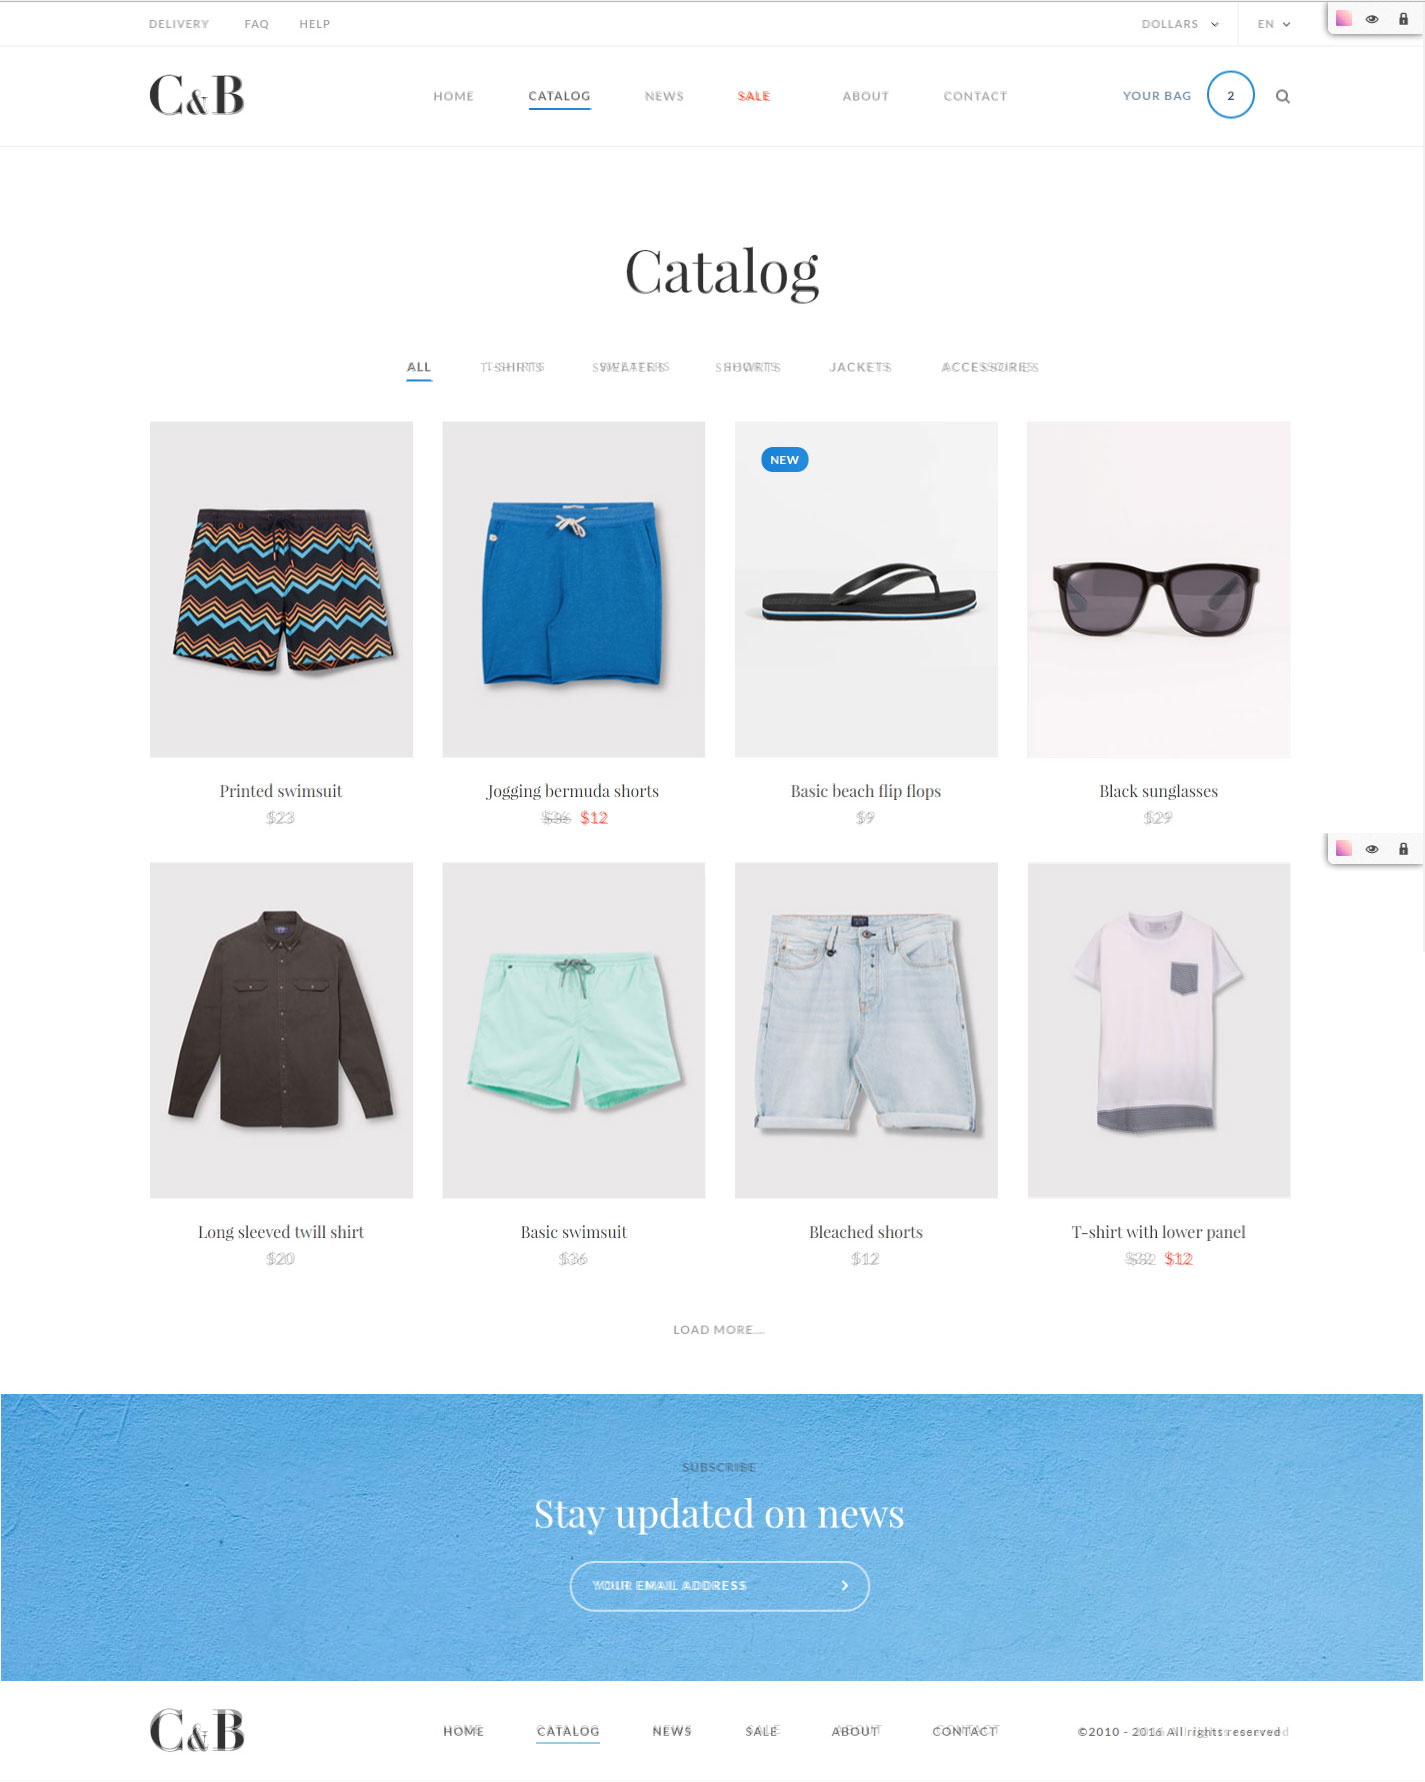 DELIVERY FAQ HELP DOLLARS EN
C&B HOME CATALOG NEWS SALE ABOUT CONTACT YOUR BAG 2
Catalog
ALL T-SHIRTS SWEATERS SHORTS JACKETS ACCESSORIES
NEW
Printed swimsuit Jogging bermuda shorts Basic beach flip flops Black sunglasses
$23 $36 $12 $9 $29
Long sleeved twill shirt Basic swimsuit Bleached shorts T-shirt with lower panel
$20 $36 $12 $32 $12
LOAD MORE...
SUBSCRIBE
Stay updated on news
YOUR EMAIL ADDRESS
C&B HOME CATALOG NEWS SALE ABOUT CONTACT ©2010 - 2016 All rights reserved